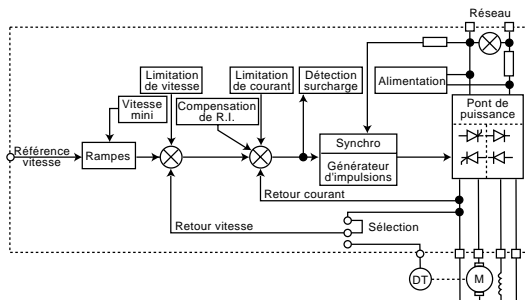 Réseau
Limitation
de vitesse
Limitation
de courant
Détection
surcharge
Alimentation
Vitesse
mini
Compensation
de R.I.
Pont de
puissance
Référence
vitesse
Rampes
Synchro
Générateur
d'impulsions
Retour courant
Retour vitesse
Sélection
DT
M